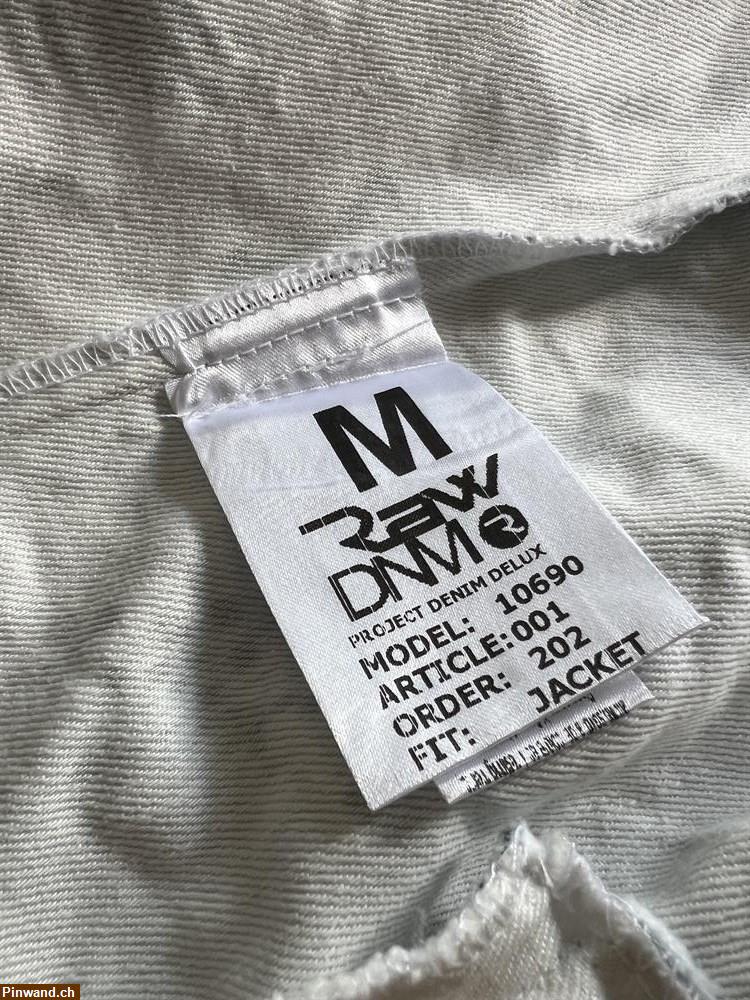 M
RAW
DNM R
PROJECT DENIM DELUX
MODEL: 10690
ARTICLE: 001
ORDER: 202
FIT: JACKET
Pinwand.ch